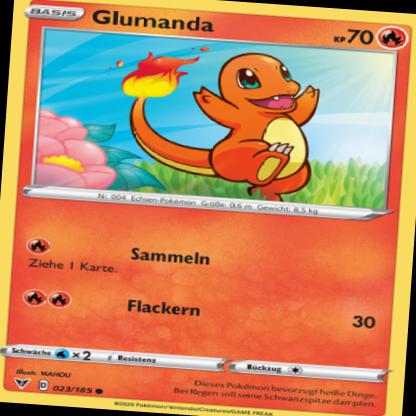 BASIS Glumanda KP 70
Nr. 004 Echsen-Pokémon Größe: 0,6 m Gewicht: 8,5 kg
Sammeln
Ziehe 1 Karte.
Flackern 30
Schwäche ×2 Resistenz Rückzug
Illus. MAHOU
D 023/185
Dieses Pokémon bevorzugt heiße Dinge.
Bei Regen soll seine Schwanzspitze dampfen.
©2020 Pokémon/Nintendo/Creatures/GAME FREAK